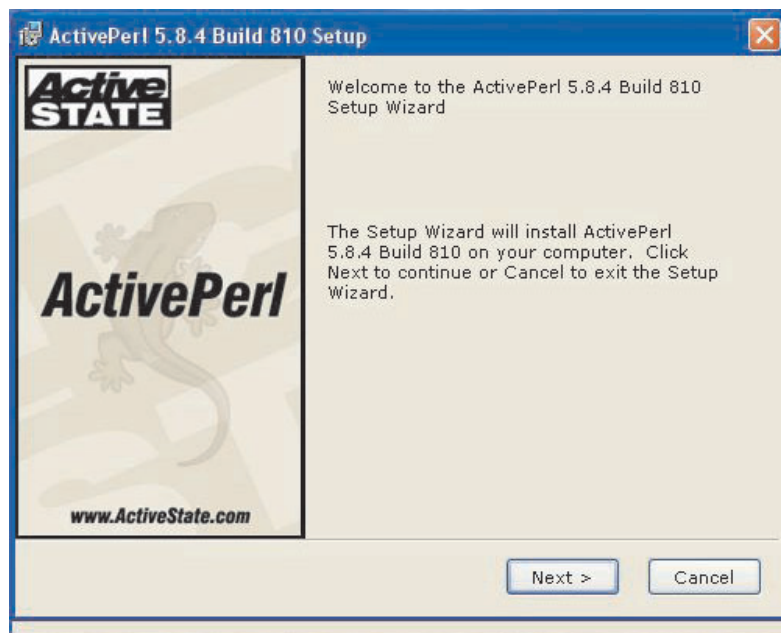 ActivePerl 5.8.4 Build 810 Setup
Active
STATE
Welcome to the ActivePerl 5.8.4 Build 810
Setup Wizard
The Setup Wizard will install ActivePerl
5.8.4 Build 810 on your computer.  Click
Next to continue or Cancel to exit the Setup
Wizard.
ActivePerl
www.ActiveState.com
Next >
Cancel